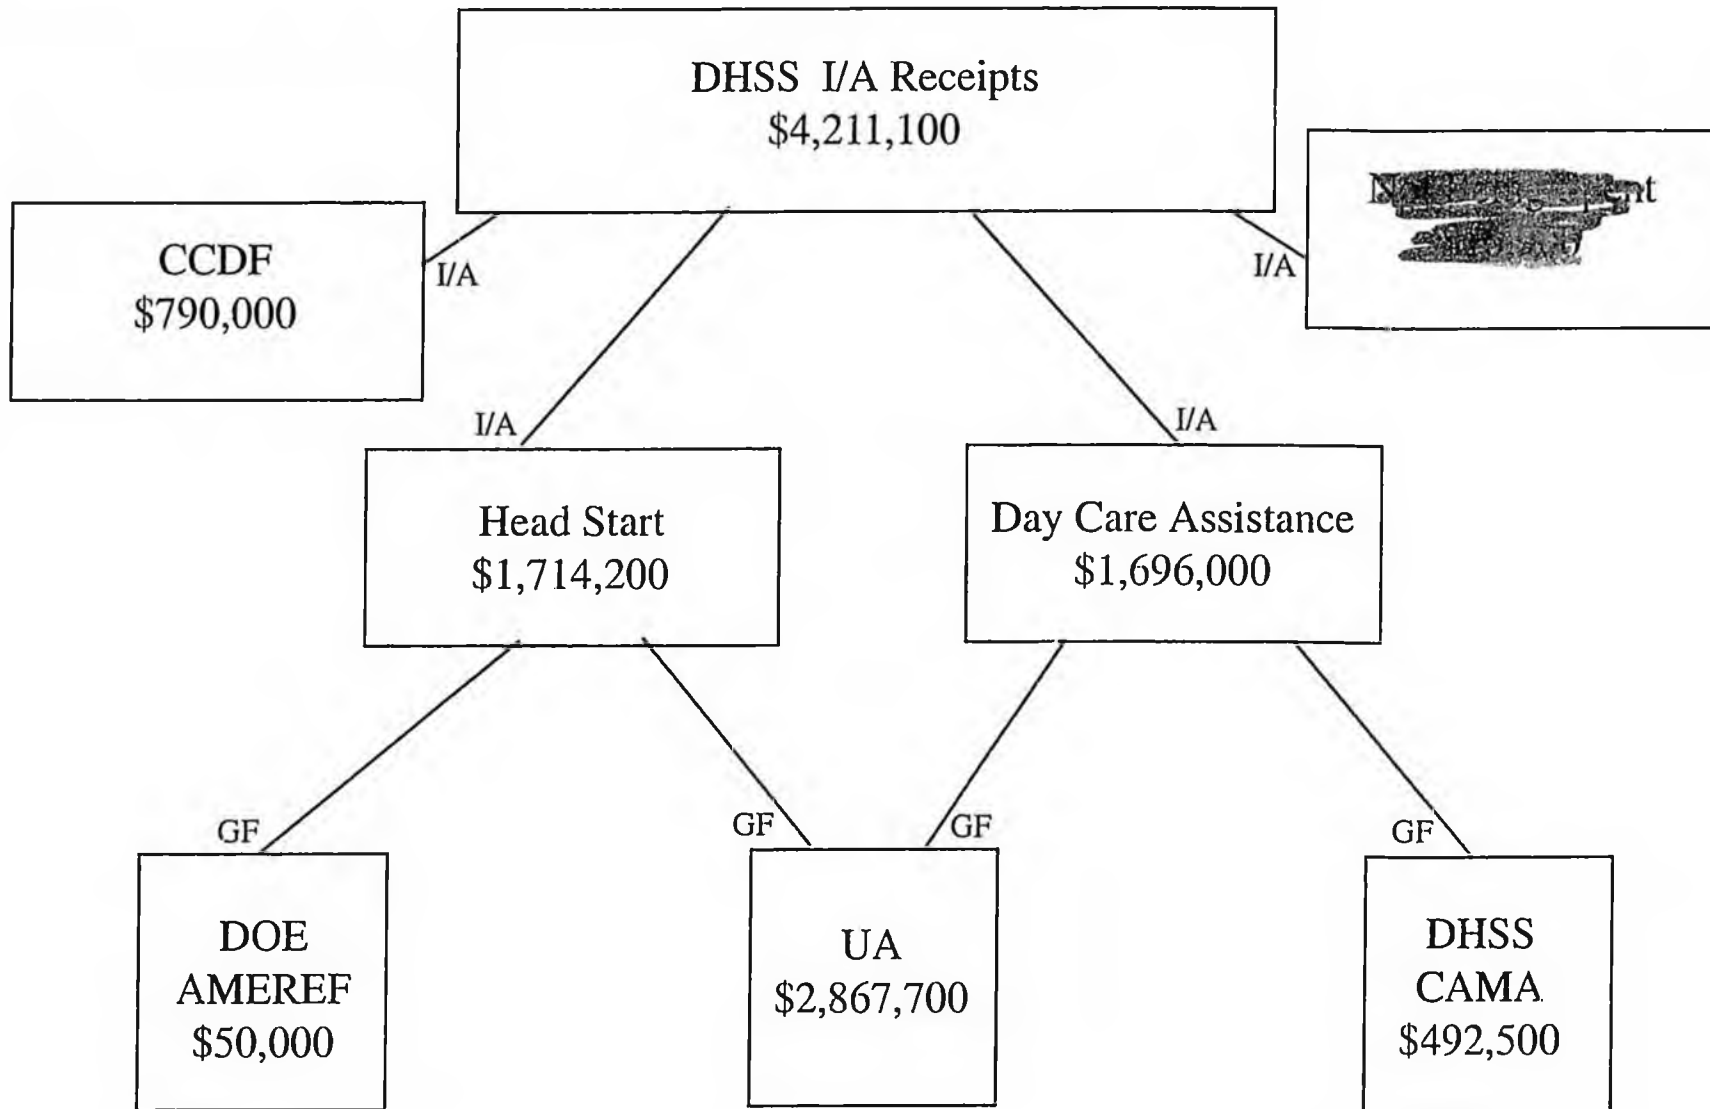 DHSS I/A Receipts
$4,211,100
CCDF
$790,000
I/A
I/A
I/A
I/A
Head Start
$1,714,200
Day Care Assistance
$1,696,000
GF
GF
GF
GF
DOE
AMEREF
$50,000
UA
$2,867,700
DHSS
CAMA
$492,500